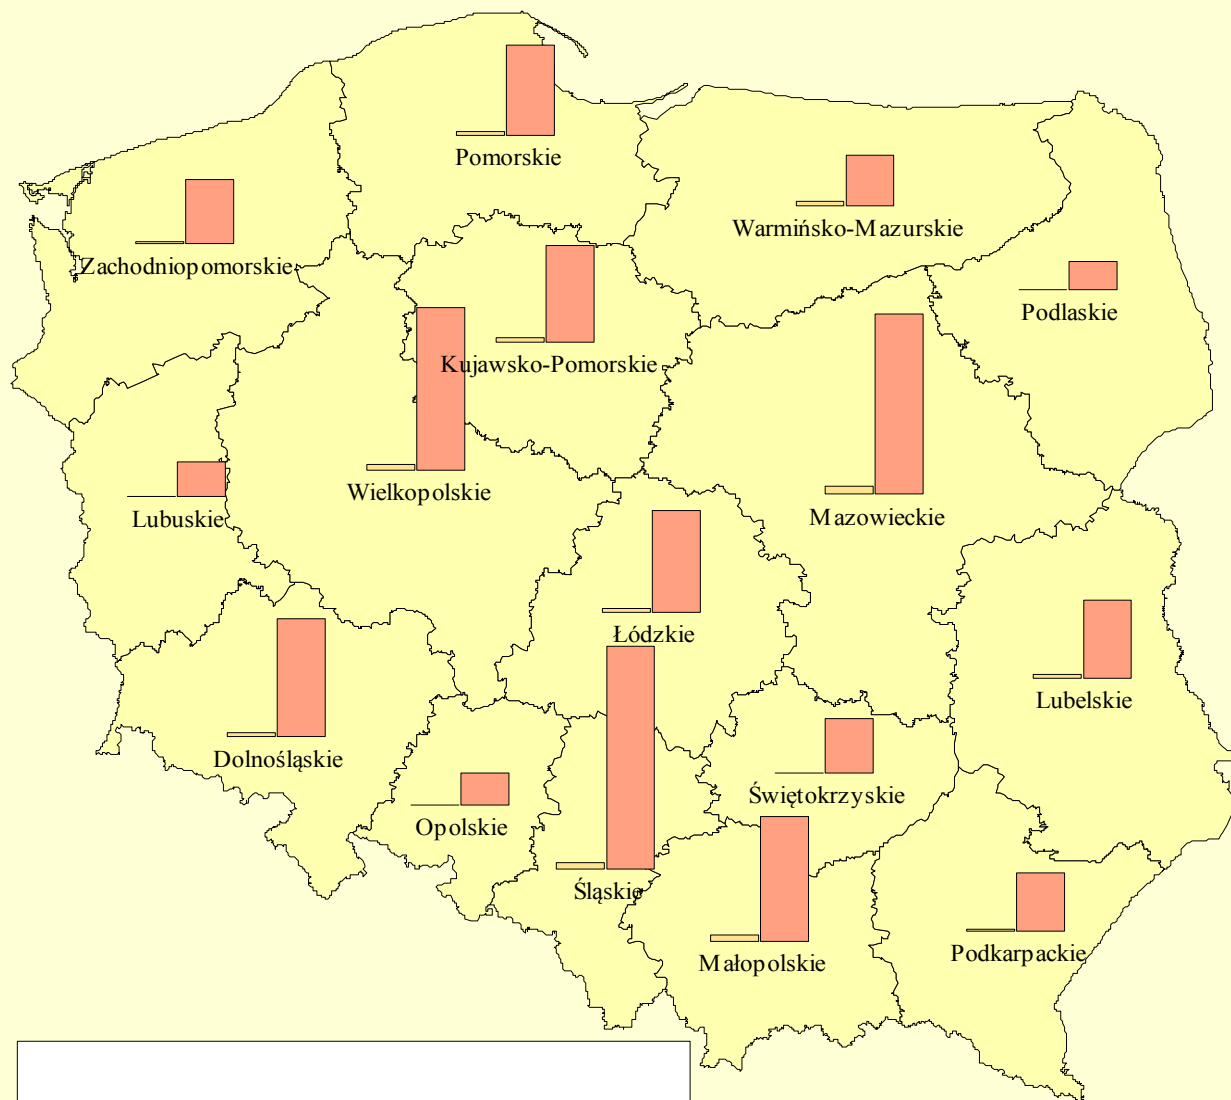 Pomorskie
Warmińsko-Mazurskie
Zachodniopomorskie
Podlaskie
Kujawsko-Pomorskie
Wielkopolskie
Mazowieckie
Lubuskie
Łódzkie
Lubelskie
Dolnośląskie
Świętokrzyskie
Opolskie
Śląskie
Podkarpackie
Małopolskie